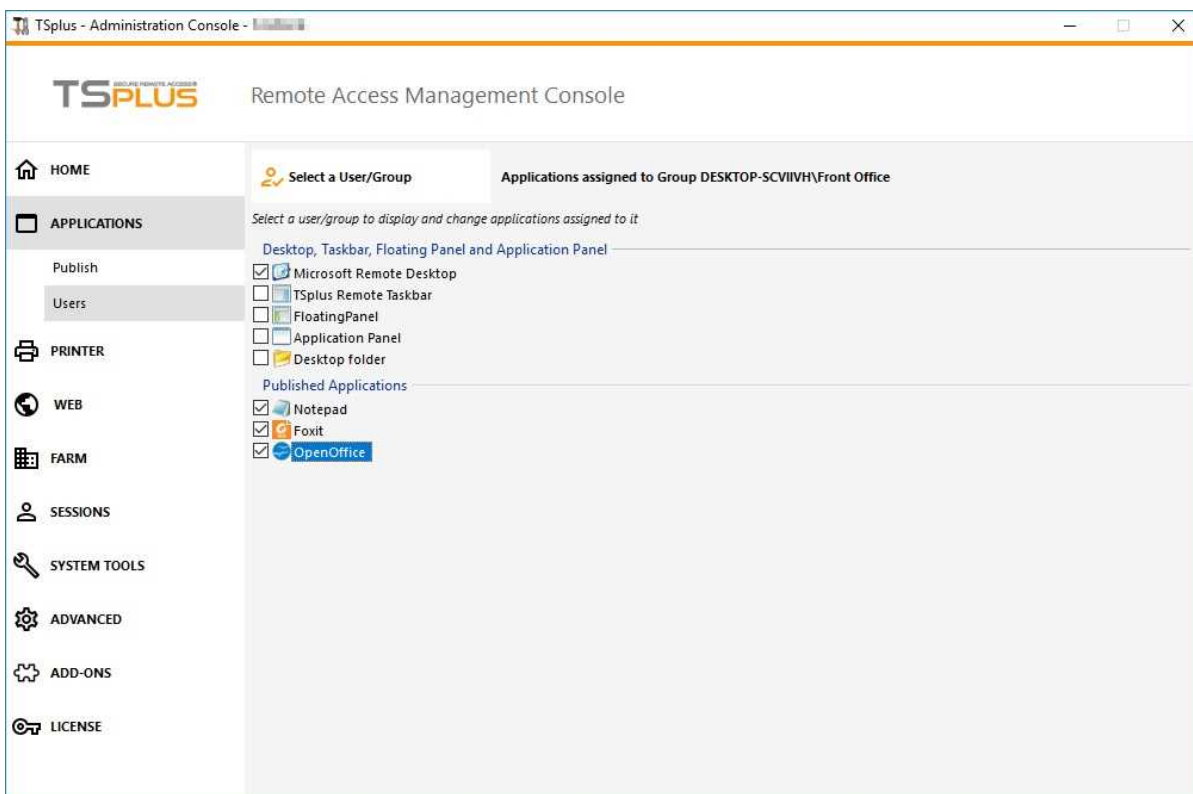 TSplus - Administration Console -
TSPLUS
SECURE REMOTE ACCESS
Remote Access Management Console
HOME
APPLICATIONS
Publish
Users
PRINTER
WEB
FARM
SESSIONS
SYSTEM TOOLS
ADVANCED
ADD-ONS
LICENSE
Select a User/Group
Applications assigned to Group DESKTOP-SCVIIVH\Front Office
Select a user/group to display and change applications assigned to it
Desktop, Taskbar, Floating Panel and Application Panel
Microsoft Remote Desktop
TSplus Remote Taskbar
FloatingPanel
Application Panel
Desktop folder
Published Applications
Notepad
Foxit
OpenOffice